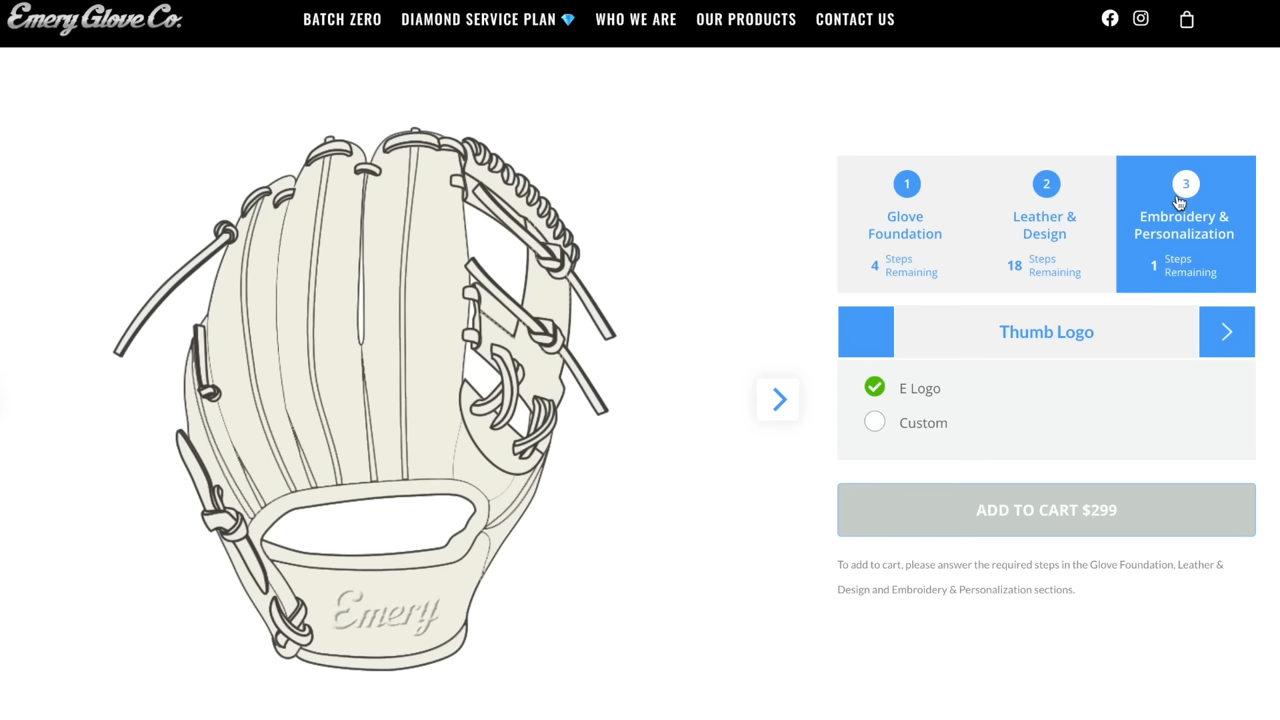 Emery Glove Co.
BATCH ZERO DIAMOND SERVICE PLAN WHO WE ARE OUR PRODUCTS CONTACT US
1
Glove
Foundation
4 Steps
Remaining
2
Leather &
Design
18 Steps
Remaining
3
Embroidery &
Personalization
1 Steps
Remaining
Thumb Logo
E Logo
Custom
ADD TO CART $299
To add to cart, please answer the required steps in the Glove Foundation, Leather &
Design and Embroidery & Personalization sections.
Emery